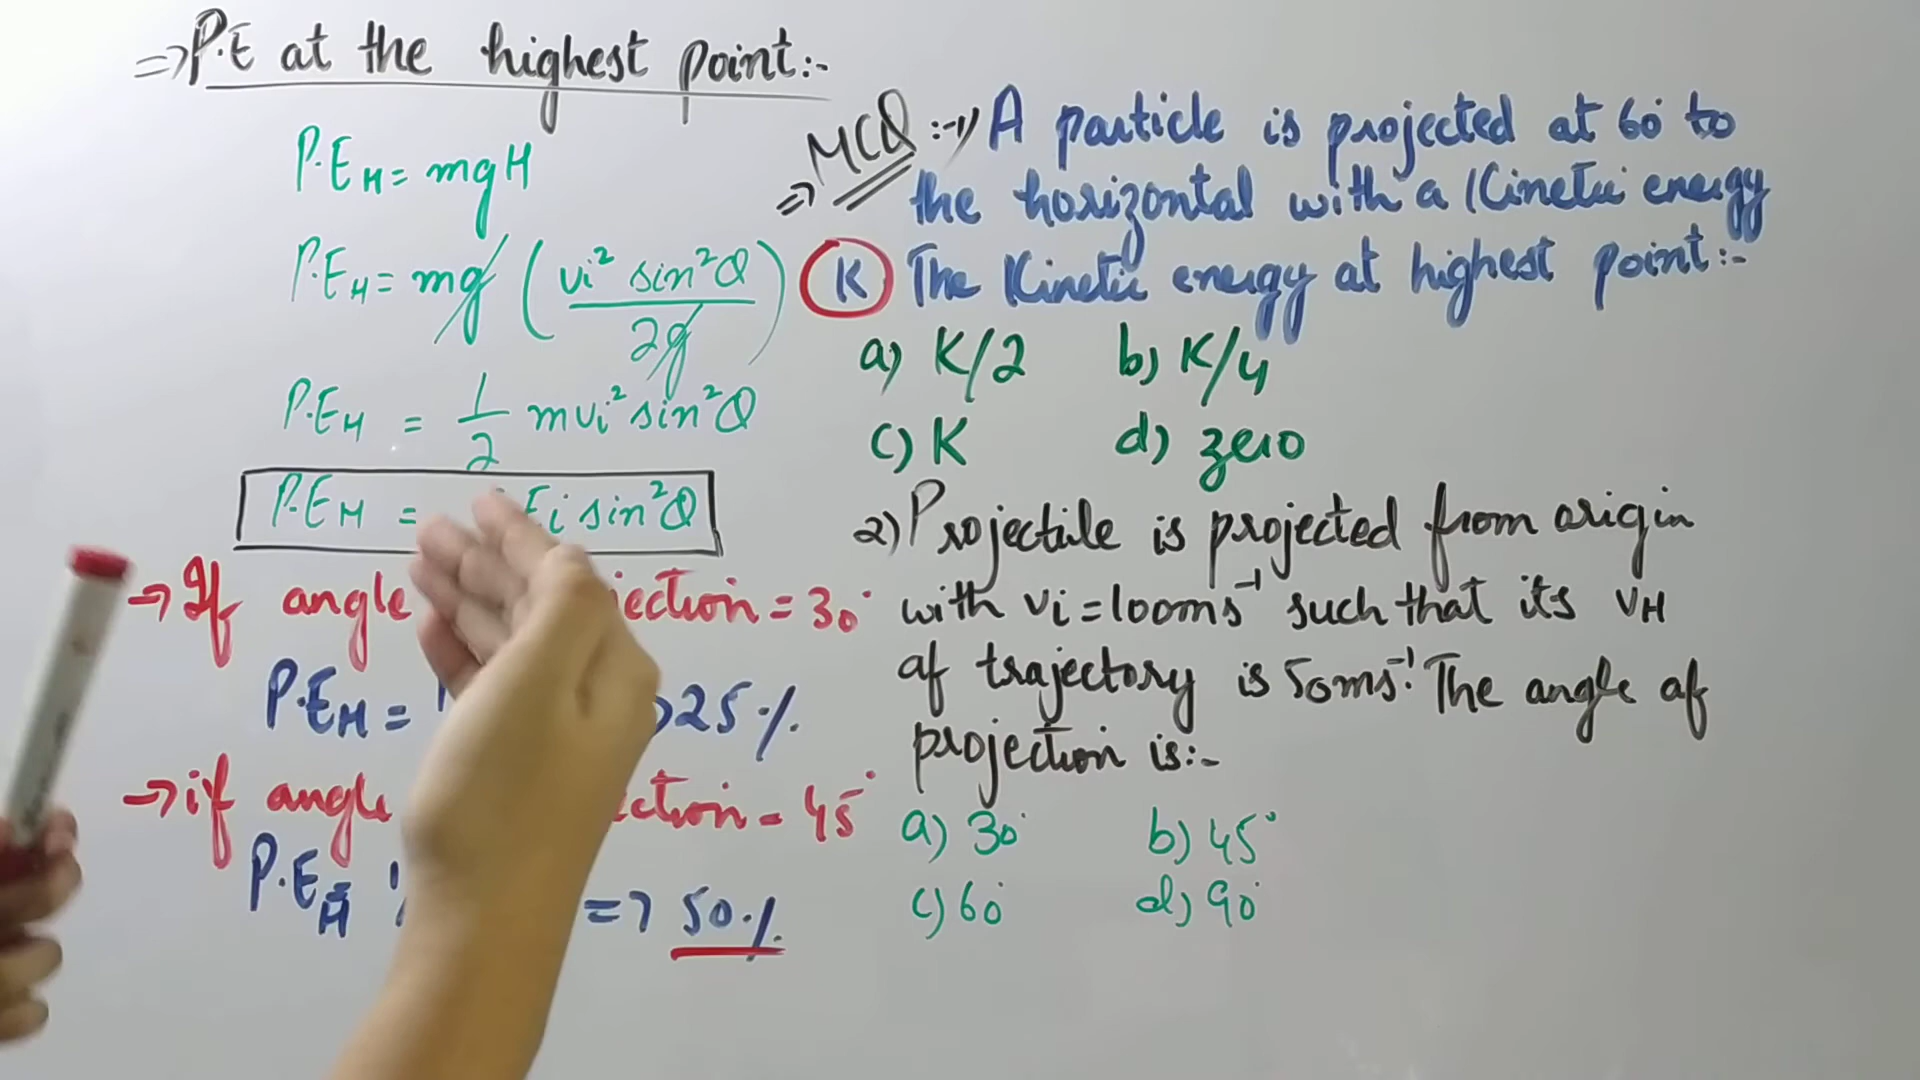 => P.E at the highest point:-
P.E_H = mgH
P.E_H = mg (vi² sin²θ / 2g)
P.E_H = 1/2 mvi² sin²θ
P.E_H = Ei sin²θ
→ If angle jection = 30°
P.E_H = 25%
→ if angle ction = 45°
P.E_H = => 50%
=> MCQ:- 1) A particle is projected at 60° to
the horizontal with a Kinetic energy
K The Kinetic energy at highest point:-
a) K/2 b) K/4
c) K d) zero
2) Projectile is projected from origin
with vi = 100ms⁻¹ such that its vH
of trajectory is 50ms⁻¹. The angle of
projection is:-
a) 30° b) 45°
c) 60° d) 90°